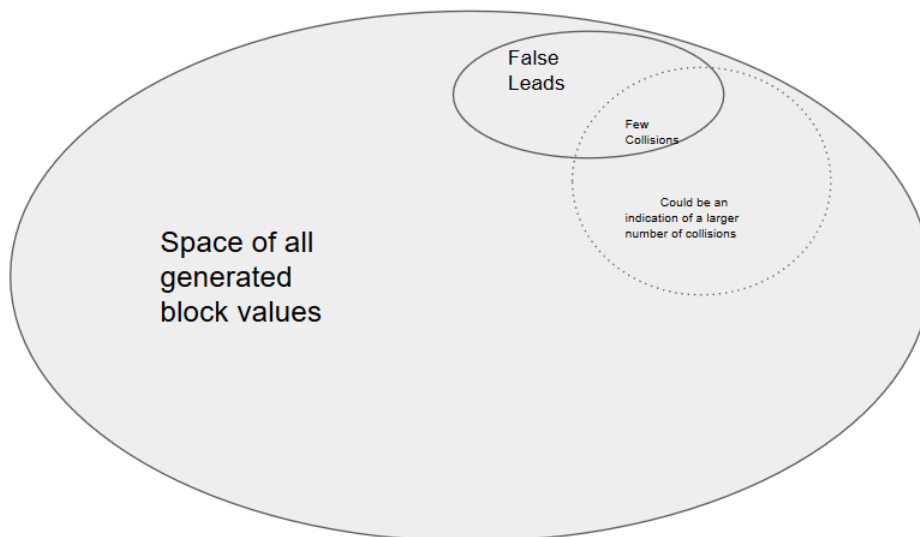 False
Leads
Few
Collisions
Could be an
indication of a larger
number of collisions
Space of all
generated
block values